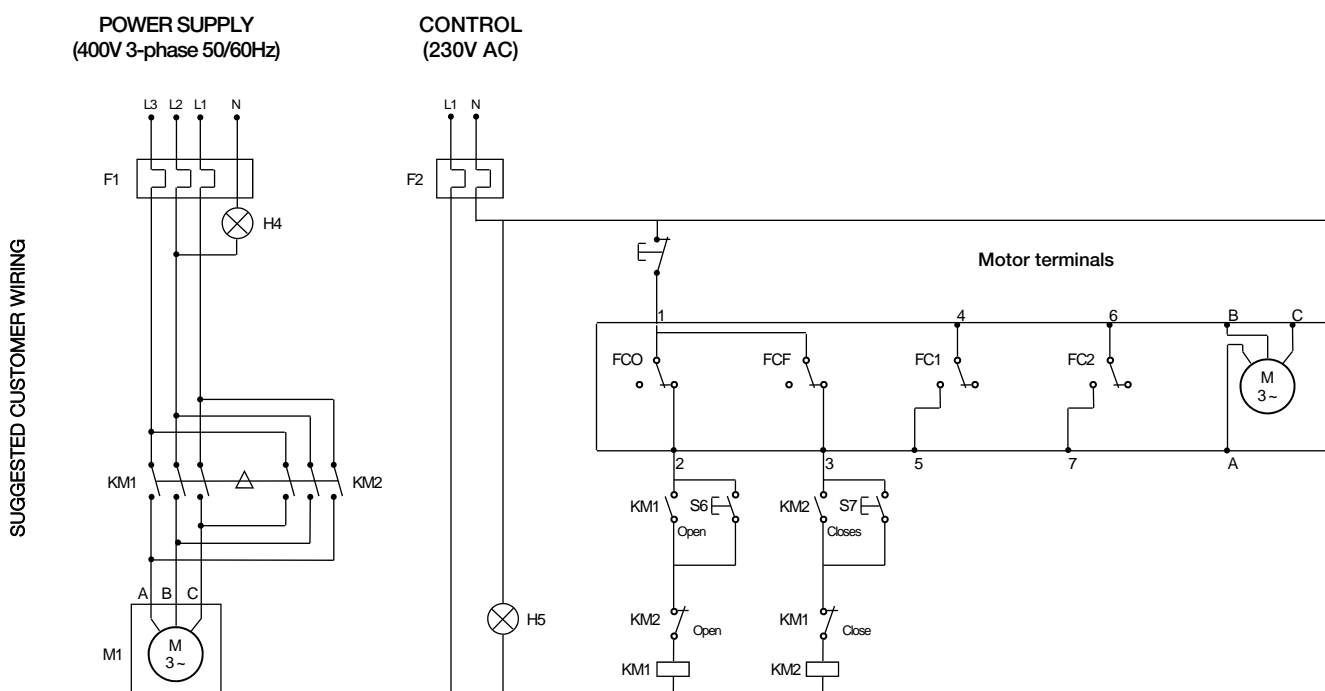 POWER SUPPLY
(400V 3-phase 50/60Hz)
CONTROL
(230V AC)
L3 L2 L1 N
L1 N
F1
F2
H4
SUGGESTED CUSTOMER WIRING
Motor terminals
1 4 6 B C
FCO FCF FC1 FC2
M
3~
KM1 KM2
2 3 5 7 A
KM1 S6 KM2 S7
Open Closes
A B C
M1
M
3~
H5
KM2 Open KM1 Close
KM1 KM2